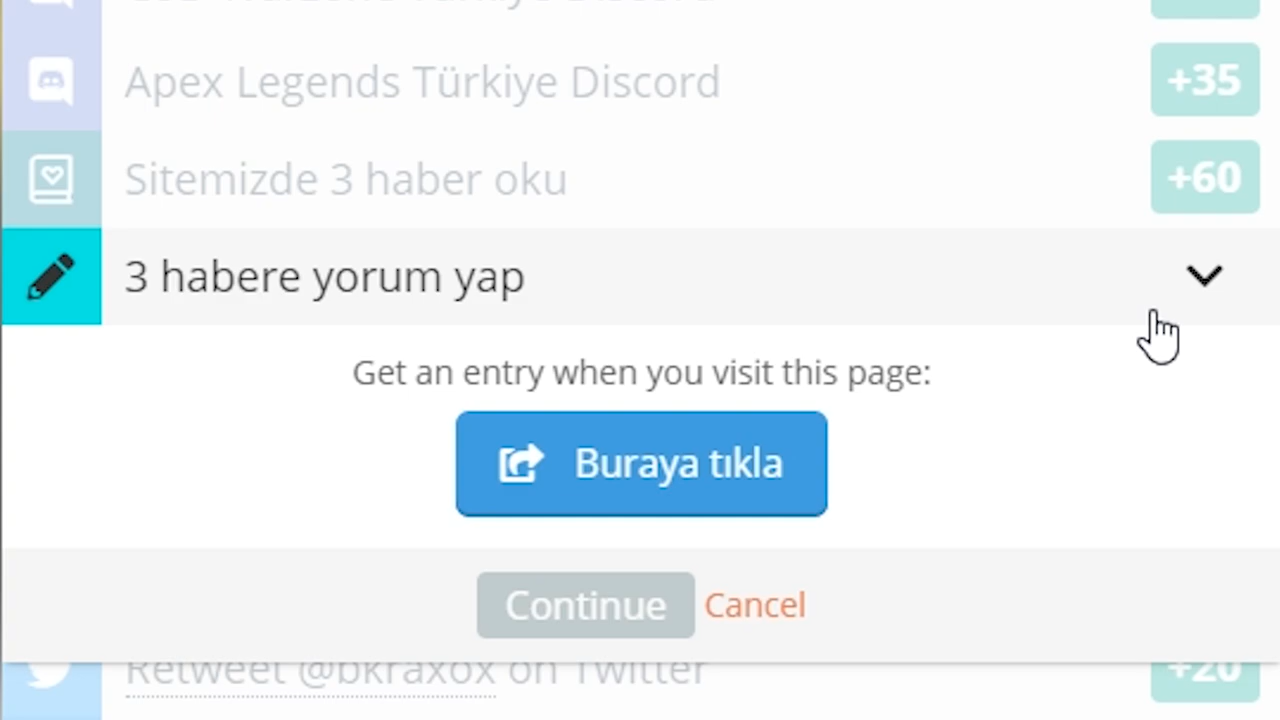 Apex Legends Türkiye Discord
+35
Sitemizde 3 haber oku
+60
3 habere yorum yap
Get an entry when you visit this page:
Buraya tıkla
Continue Cancel
Retweet @bkraxox on Twitter
+20